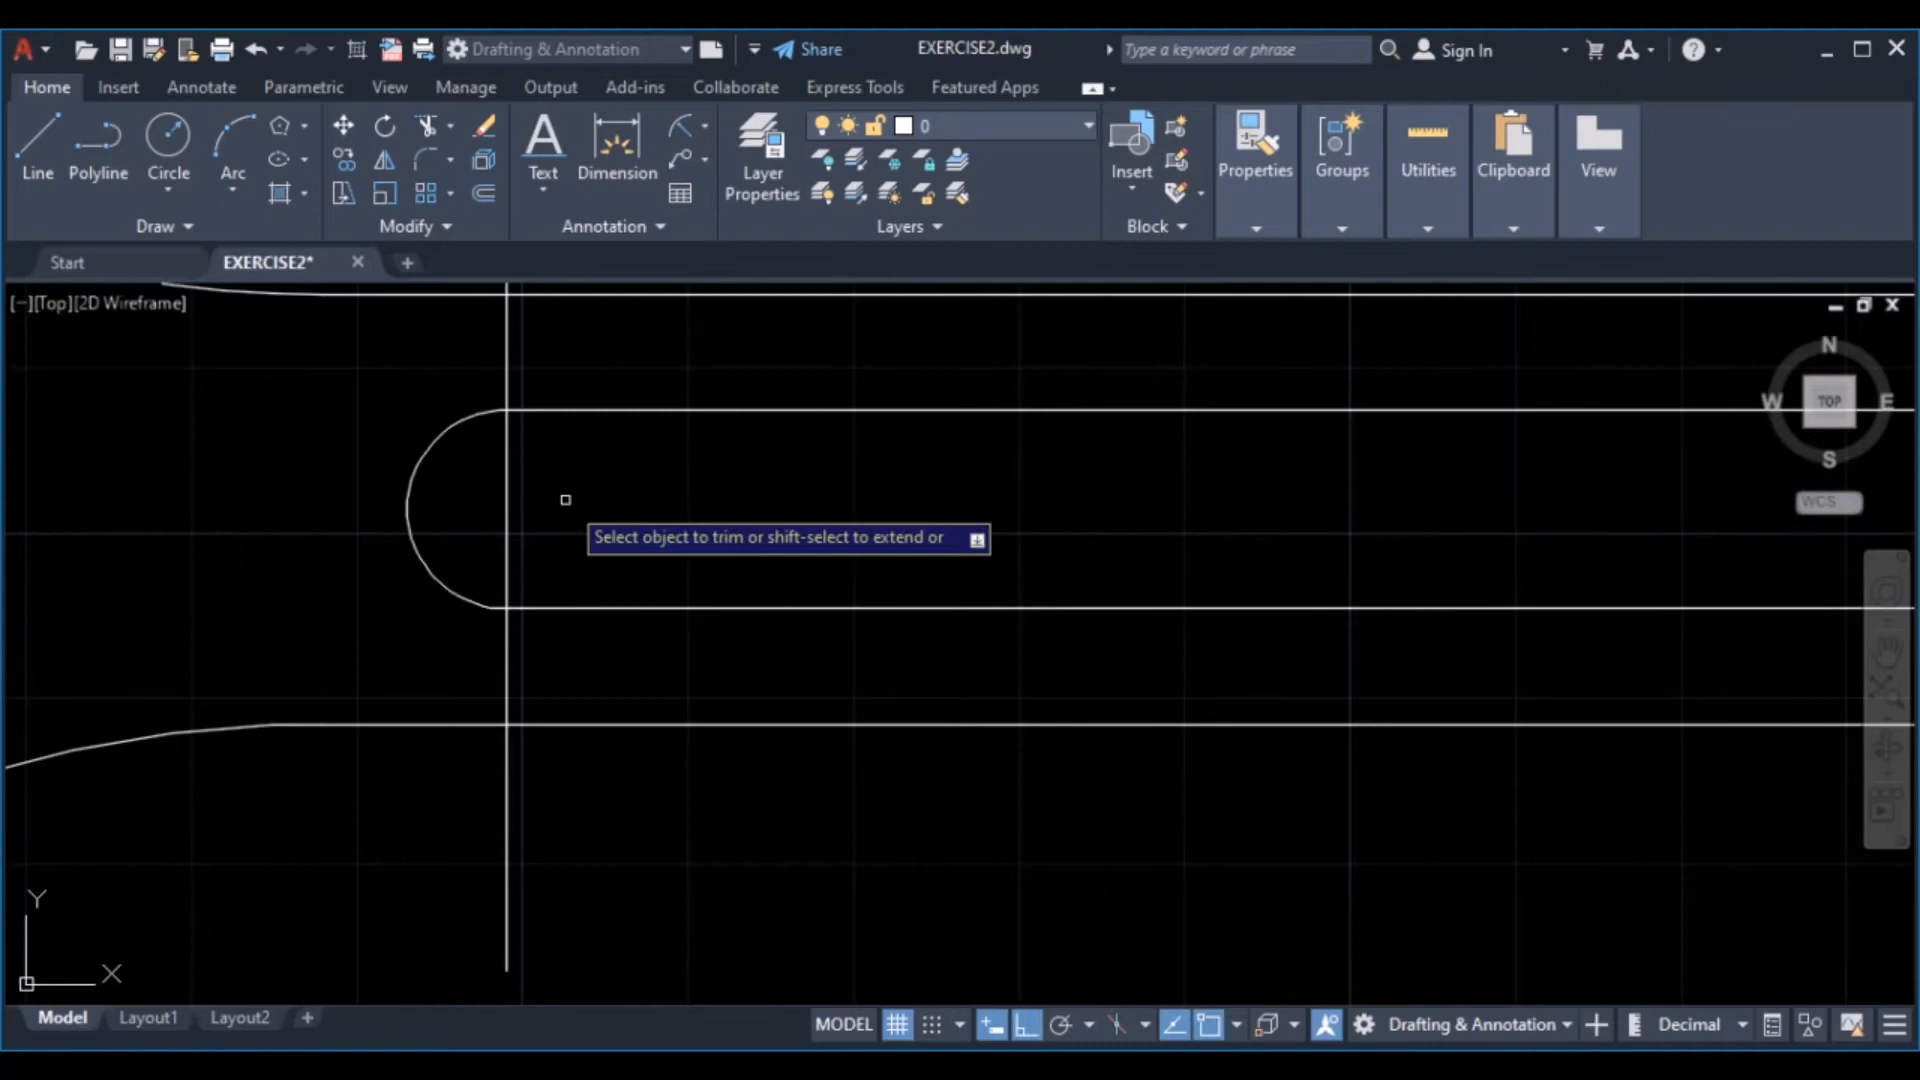 Drafting & Annotation
Share
EXERCISE2.dwg
Type a keyword or phrase
Sign In
Home Insert Annotate Parametric View Manage Output Add-ins Collaborate Express Tools Featured Apps
Line Polyline Circle Arc
Text Dimension
Layer Properties
0
Insert
Properties Groups Utilities Clipboard View
Draw Modify Annotation Layers Block
Start EXERCISE2*
[−][Top][2D Wireframe]
N
W TOP E
S
WCS
Select object to trim or shift-select to extend or
Y
X
Model Layout1 Layout2
MODEL Drafting & Annotation Decimal